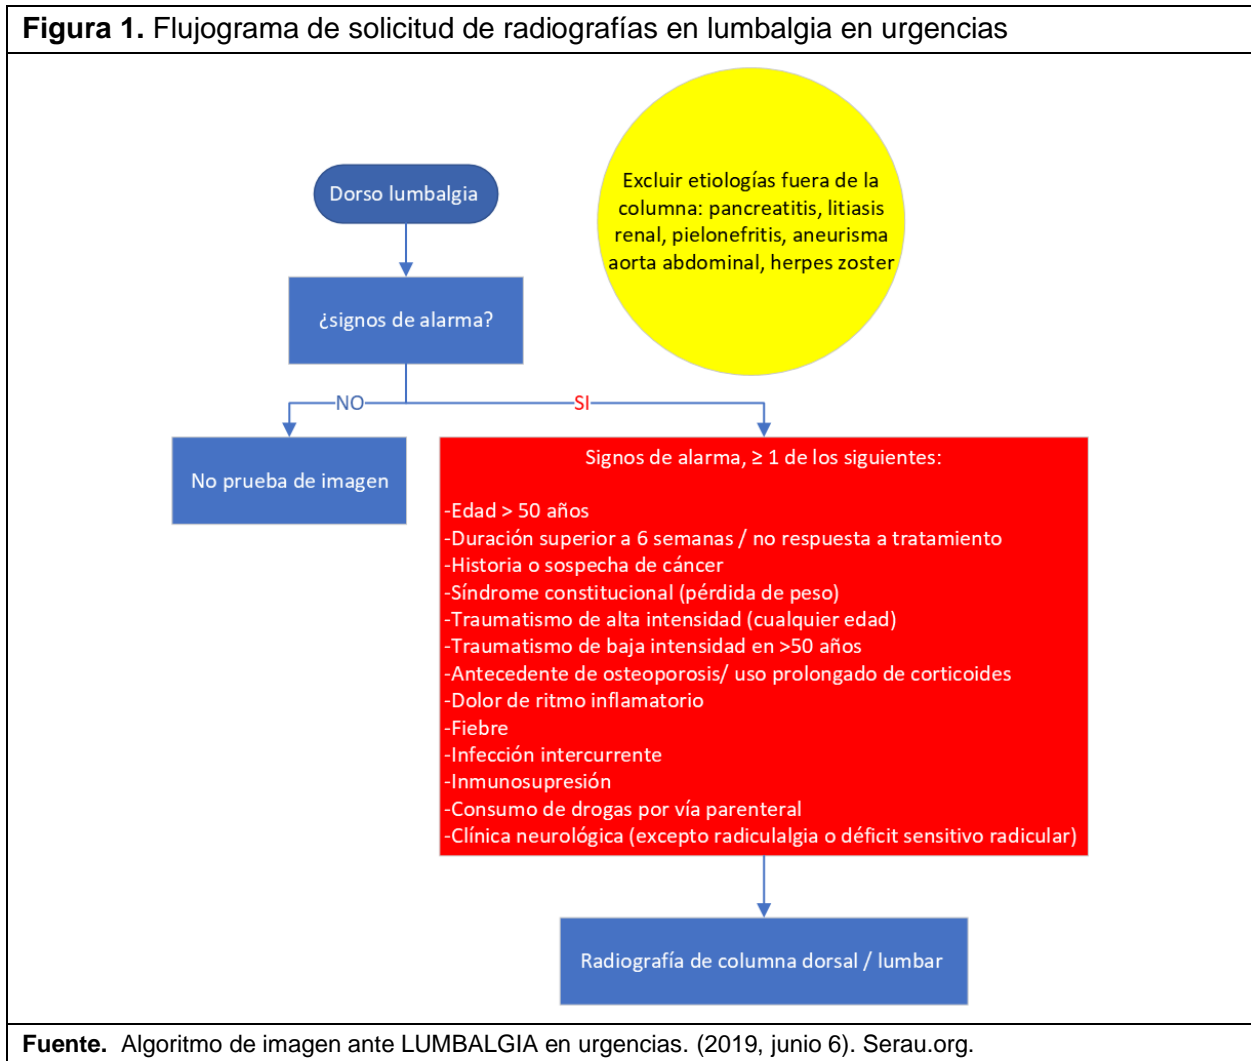 Figura 1. Flujograma de solicitud de radiografías en lumbalgia en urgencias
Dorso lumbalgia
Excluir etiologías fuera de la
columna: pancreatitis, litiasis
renal, pielonefritis, aneurisma
aorta abdominal, herpes zoster
¿signos de alarma?
NO
SI
No prueba de imagen
Signos de alarma, ≥ 1 de los siguientes:
-Edad > 50 años
-Duración superior a 6 semanas / no respuesta a tratamiento
-Historia o sospecha de cáncer
-Síndrome constitucional (pérdida de peso)
-Traumatismo de alta intensidad (cualquier edad)
-Traumatismo de baja intensidad en >50 años
-Antecedente de osteoporosis/ uso prolongado de corticoides
-Dolor de ritmo inflamatorio
-Fiebre
-Infección intercurrente
-Inmunosupresión
-Consumo de drogas por vía parenteral
-Clínica neurológica (excepto radiculalgia o déficit sensitivo radicular)
Radiografía de columna dorsal / lumbar
Fuente. Algoritmo de imagen ante LUMBALGIA en urgencias. (2019, junio 6). Serau.org.